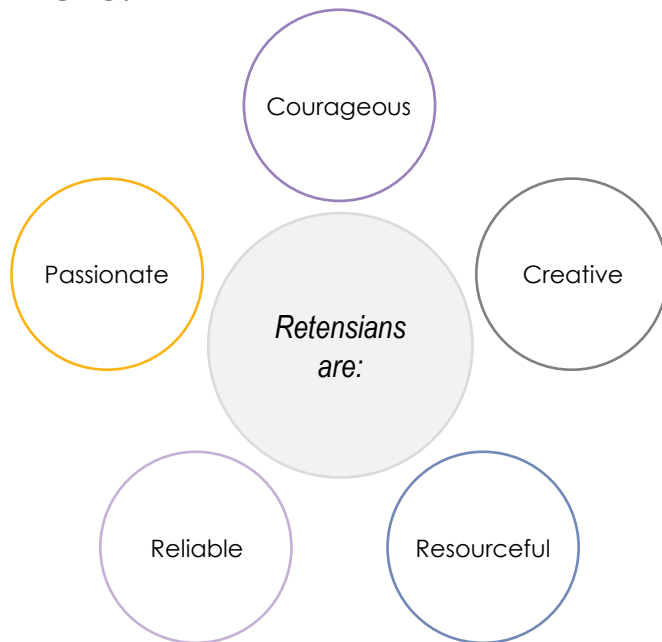 Courageous
Passionate
Creative
Retensians
are:
Reliable
Resourceful